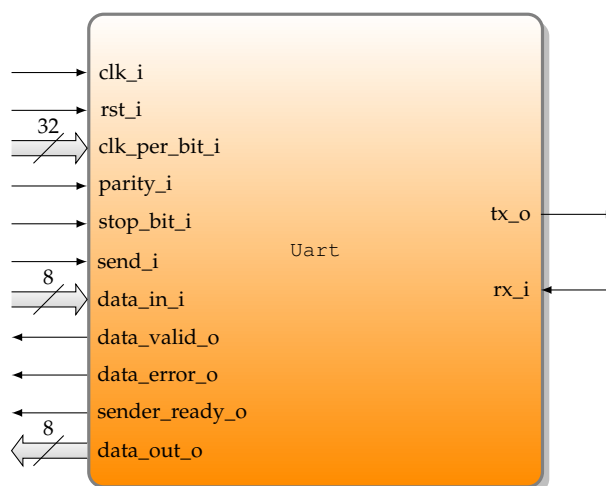 clk_i
rst_i
32
clk_per_bit_i
parity_i
stop_bit_i
send_i
8
data_in_i
data_valid_o
data_error_o
sender_ready_o
8
data_out_o
Uart
tx_o
rx_i